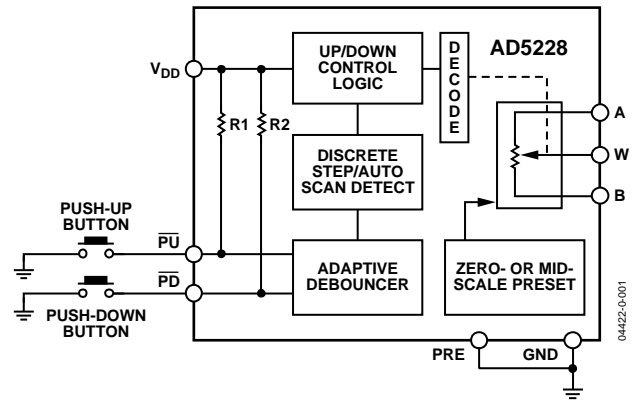 UP/DOWN
CONTROL
LOGIC
D
E
C
O
D
E
AD5228
VDD
R1
R2
A
W
B
DISCRETE
STEP/AUTO
SCAN DETECT
PUSH-UP
BUTTON
PU
PD
PUSH-DOWN
BUTTON
ADAPTIVE
DEBOUNCER
ZERO- OR MID-
SCALE PRESET
PRE
GND
04422-0-001